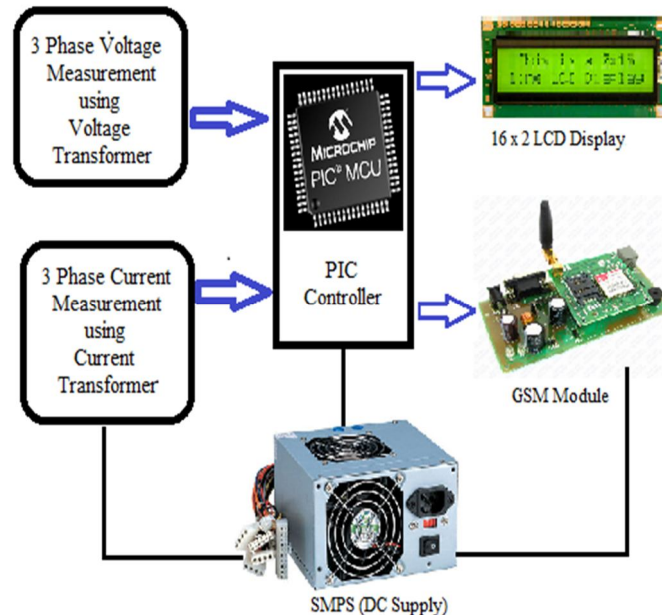 3 Phase Voltage
Measurement
using
Voltage
Transformer
MICROCHIP
PIC® MCU
PIC
Controller
16 x 2 LCD Display
3 Phase Current
Measurement
using
Current
Transformer
GSM Module
SMPS (DC Supply)